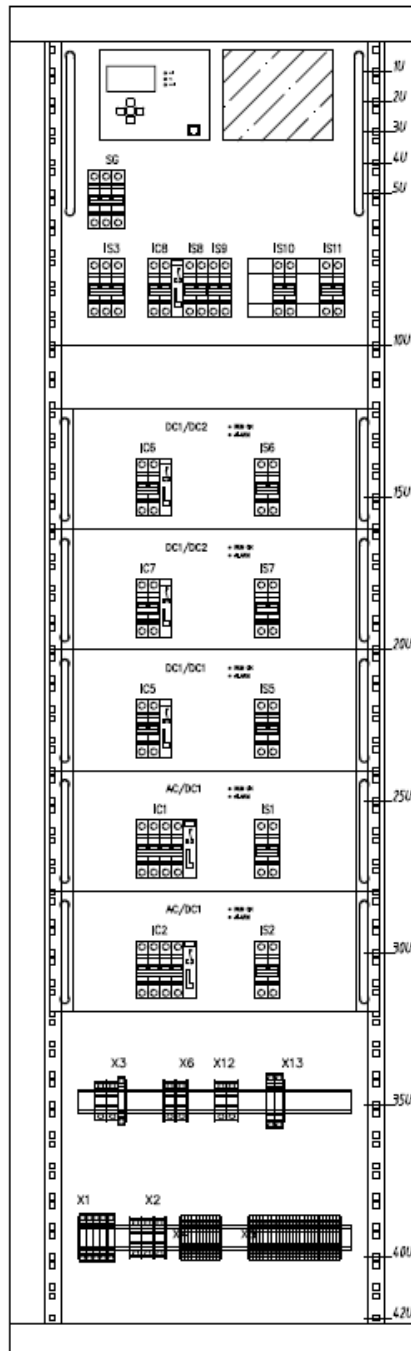 1U
2U
3U
4U
SG
5U
IS3 IC8 IS8 IS9 IS10 IS11
10U
DC1/DC2
IC6 IS6
15U
DC1/DC2
IC7 IS7
20U
DC1/DC1
IC5 IS5
25U
AC/DC1
IC1 IS1
AC/DC1
IC2 IS2
30U
X3 X6 X12 X13
35U
X1 X2
40U
42U